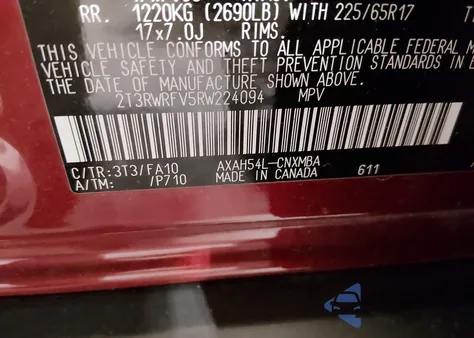 RR. 1220KG (2690LB) WITH 225/65R17
17x7.0J RIMS.
THIS VEHICLE CONFORMS TO ALL APPLICABLE FEDERAL
VEHICLE SAFETY AND THEFT PREVENTION STANDARDS IN
THE DATE OF MANUFACTURE SHOWN ABOVE.
2T3RWRFV5RW224094 MPV
C/TR: 3T3/FA10 AXAH54L-CNXMBA 611
A/TM: /P710 MADE IN CANADA